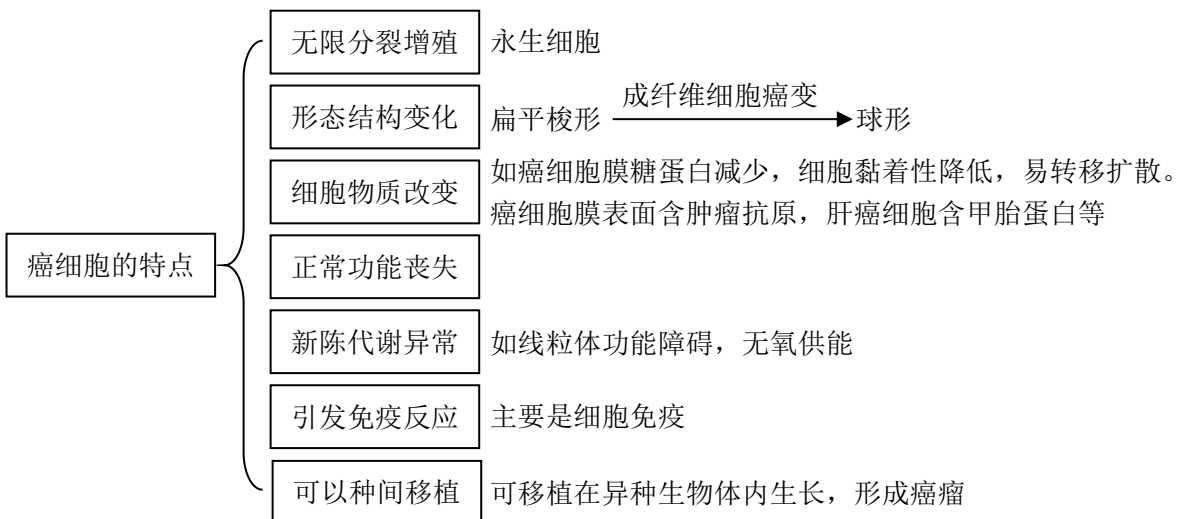 癌细胞的特点
无限分裂增殖 永生细胞
形态结构变化 扁平梭形 成纤维细胞癌变 球形
细胞物质改变 如癌细胞膜糖蛋白减少，细胞黏着性降低，易转移扩散。
癌细胞膜表面含肿瘤抗原，肝癌细胞含甲胎蛋白等
正常功能丧失
新陈代谢异常 如线粒体功能障碍，无氧供能
引发免疫反应 主要是细胞免疫
可以种间移植 可移植在异种生物体内生长，形成癌瘤